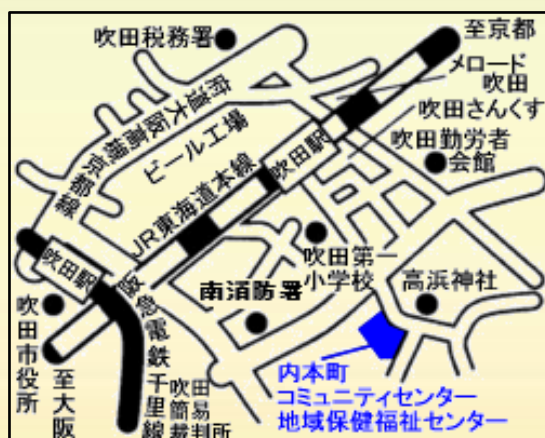 至京都
吹田税務署
メロード
吹田
吹田さんくす
府道大阪高槻京都線
ビール工場
吹田駅
吹田勤労者
会館
JR東海道本線
吹田第一
小学校
高浜神社
吹田駅
南消防署
阪急電鉄千里線
吹田市役所
至大阪
吹田
簡易
裁判所
内本町
コミュニティセンター
地域保健福祉センター